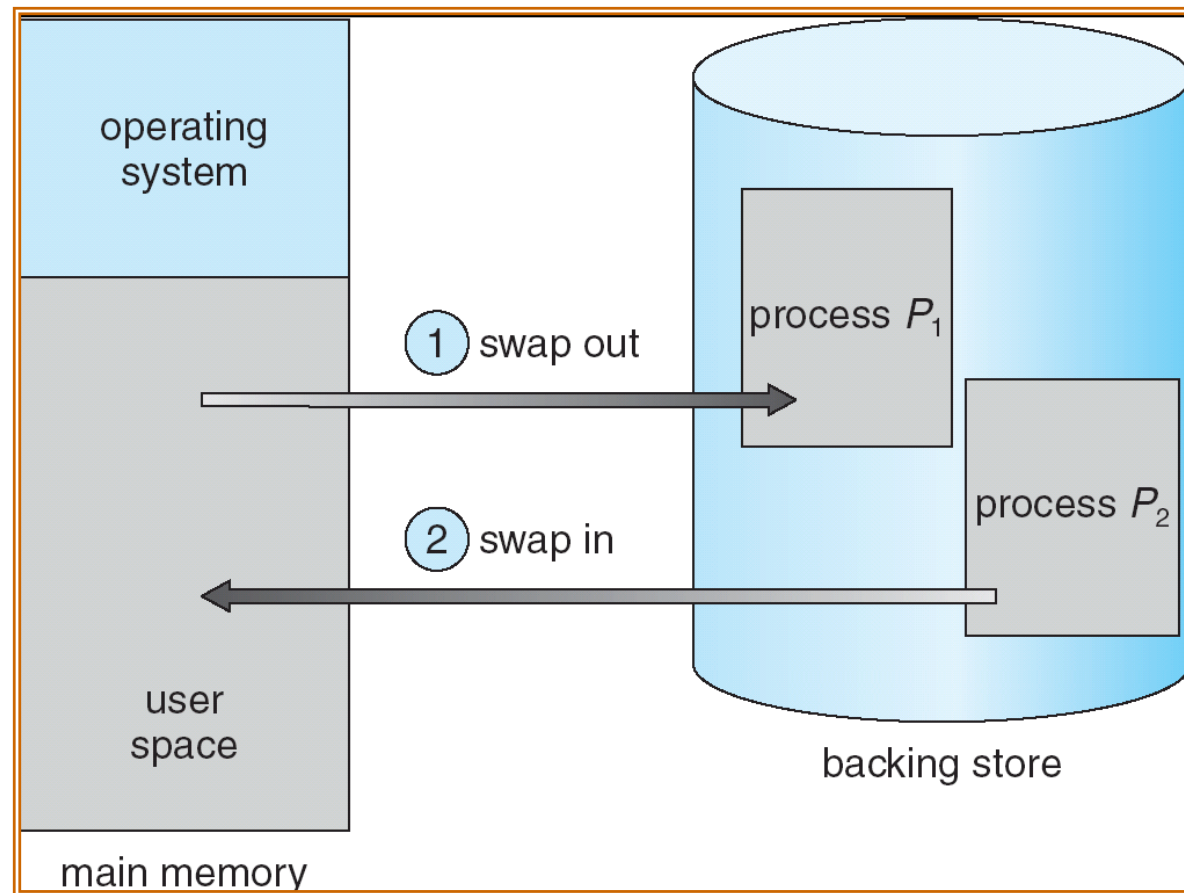 operating
system
process P₁
1 swap out
process P₂
2 swap in
user
space
backing store
main memory